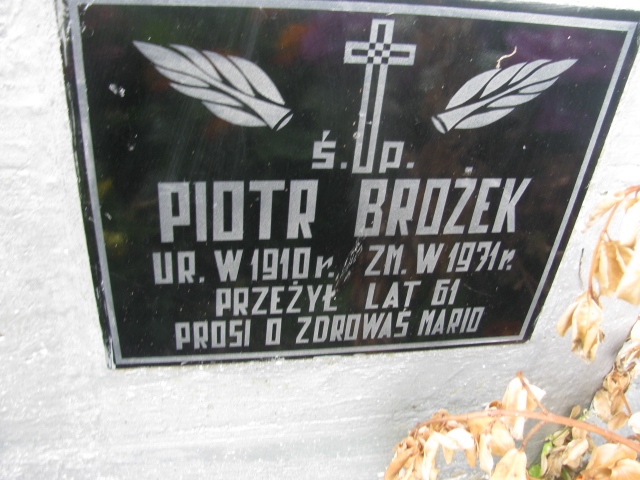 Ś.P.
PIOTR BROŻEK
UR. W 1910 r. ZM. W 1971 r.
PRZEŻYŁ LAT 61
PROSI O ZDROWAŚ MARIO